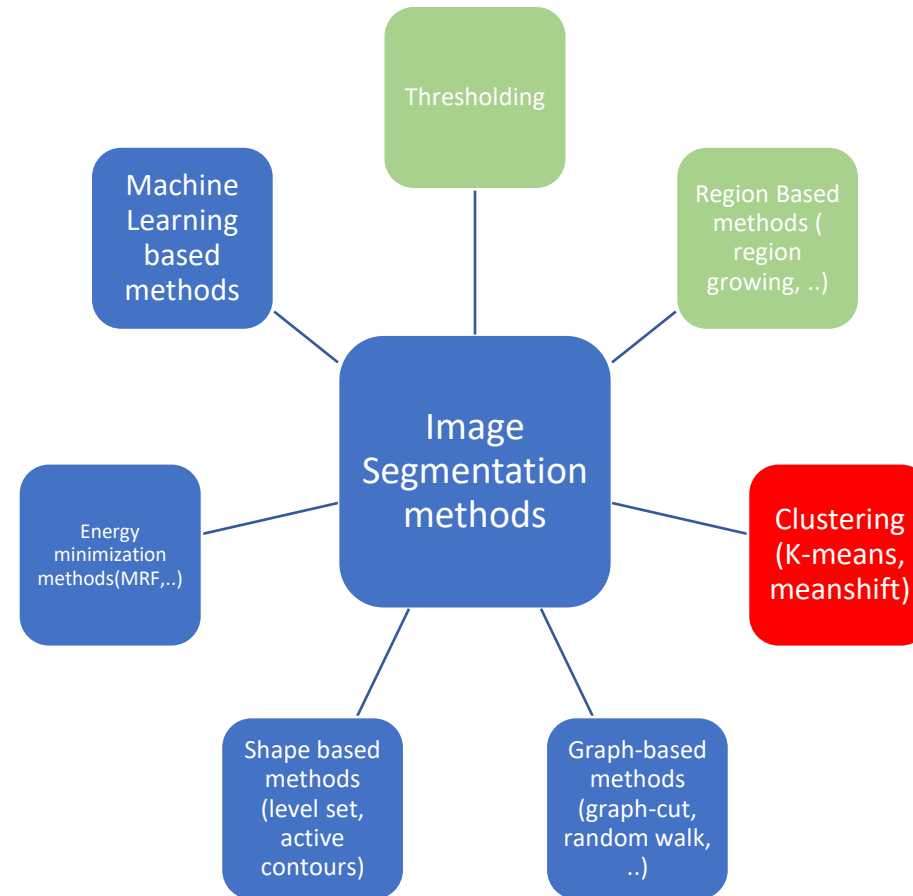 Thresholding
Machine
Learning
based
methods
Region Based
methods (
region
growing, ..)
Image
Segmentation
methods
Energy
minimization
methods(MRF,..)
Clustering
(K-means,
meanshift)
Shape based
methods
(level set,
active
contours)
Graph-based
methods
(graph-cut,
random walk,
..)